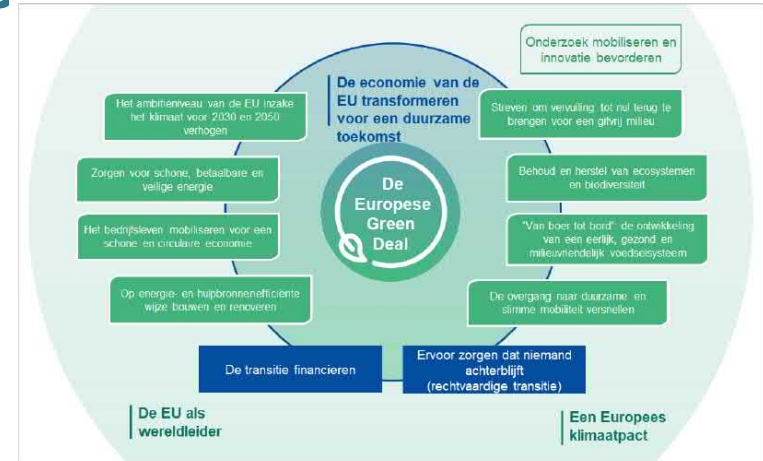 Onderzoek mobiliseren en
innovatie bevorderen
De economie van de
EU transformeren
voor een duurzame
toekomst
Het ambitieniveau van de EU inzake
het klimaat voor 2030 en 2050
verhogen
Streven om vervuiling tot nul terug te
brengen voor een gifvrij milieu
Zorgen voor schone, betaalbare en
veilige energie
Behoud en herstel van ecosystemen
en biodiversiteit
De
Europese
Green
Deal
Het bedrijfsleven mobiliseren voor een
schone en circulaire economie
"Van boer tot bord": de ontwikkeling
van een eerlijk, gezond en
milieuvriendelijk voedselsysteem
Op energie- en hulpbronnenefficiënte
wijze bouwen en renoveren
De overgang naar duurzame en
slimme mobiliteit versnellen
De transitie financieren
Ervoor zorgen dat niemand
achterblijft
(rechtvaardige transitie)
De EU als
wereldleider
Een Europees
klimaatpact